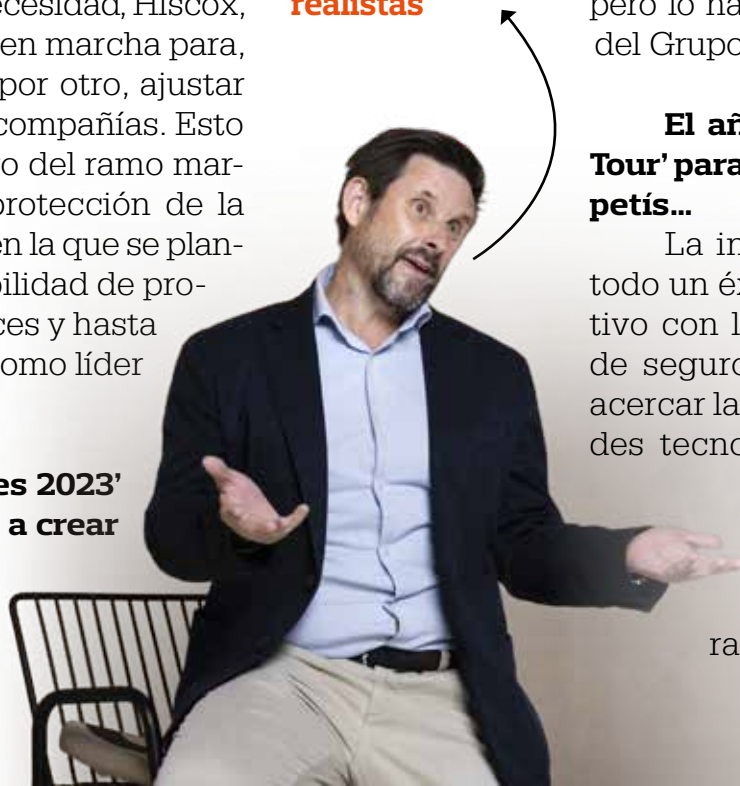 ecesidad, Hiscox,
en marcha para,
por otro, ajustar
compañías. Esto
o del ramo mar-
protección de la
en la que se plan-
bilidad de pro-
ces y hasta
como líder
es 2023’
a crear
realistas
pero lo ha
del Grupo
El añ
Tour’ para
petís...
La in
todo un éx
tivo con l
de seguro
acercar la
des tecno
ra